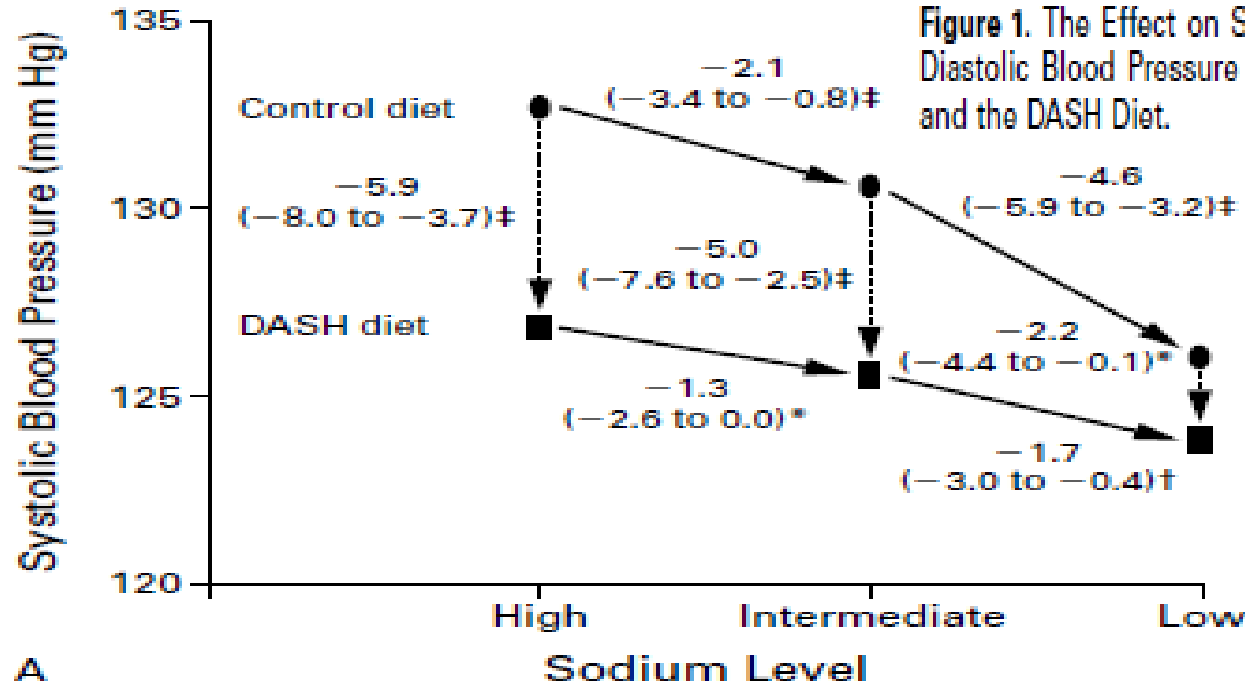 135
Figure 1. The Effect on S
Diastolic Blood Pressure
and the DASH Diet.
−2.1
(−3.4 to −0.8)‡
Control diet
−5.9
(−8.0 to −3.7)‡
130
−4.6
(−5.9 to −3.2)‡
−5.0
(−7.6 to −2.5)‡
DASH diet
−2.2
(−4.4 to −0.1)*
125
−1.3
(−2.6 to 0.0)*
−1.7
(−3.0 to −0.4)†
120
Systolic Blood Pressure (mm Hg)
High Intermediate Low
A Sodium Level